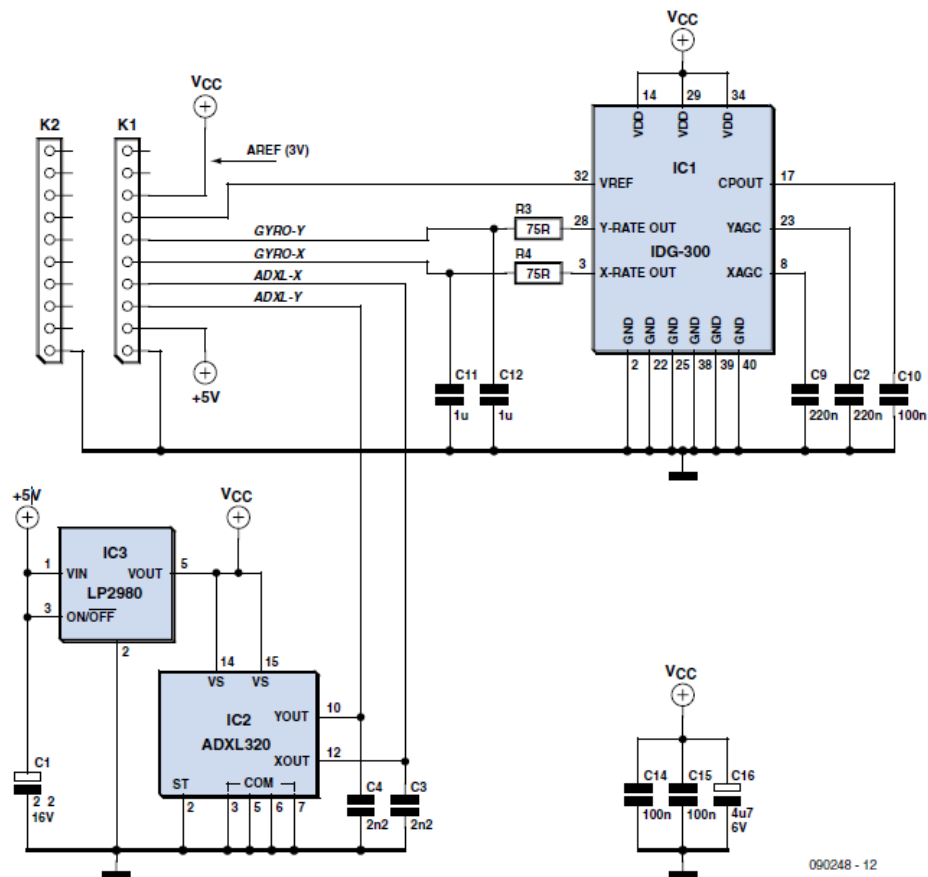 VCC
VCC
14 29 34
K2 K1
VDD VDD VDD
AREF (3V)
IC1
32 VREF CPOUT 17
R3
GYRO-Y 75R 28 Y-RATE OUT YAGC 23
IDG-300
R4
GYRO-X 75R 3 X-RATE OUT XAGC 8
ADXL-X
ADXL-Y
GND GND GND GND GND GND
2 22 25 38 39 40
+5V
C11 C12 C9 C2 C10
1u 1u 220n 220n 100n
+5V VCC
IC3
1 VIN VOUT 5
LP2980
3 ON/OFF
2
14 15
VS VS
YOUT 10
IC2
ADXL320
XOUT 12
VCC
C1
ST COM
C4 C3
C14 C15 C16
2 2
16V
2 3 5 6 7
2n2 2n2
100n 100n 4u7
6V
090248 - 12